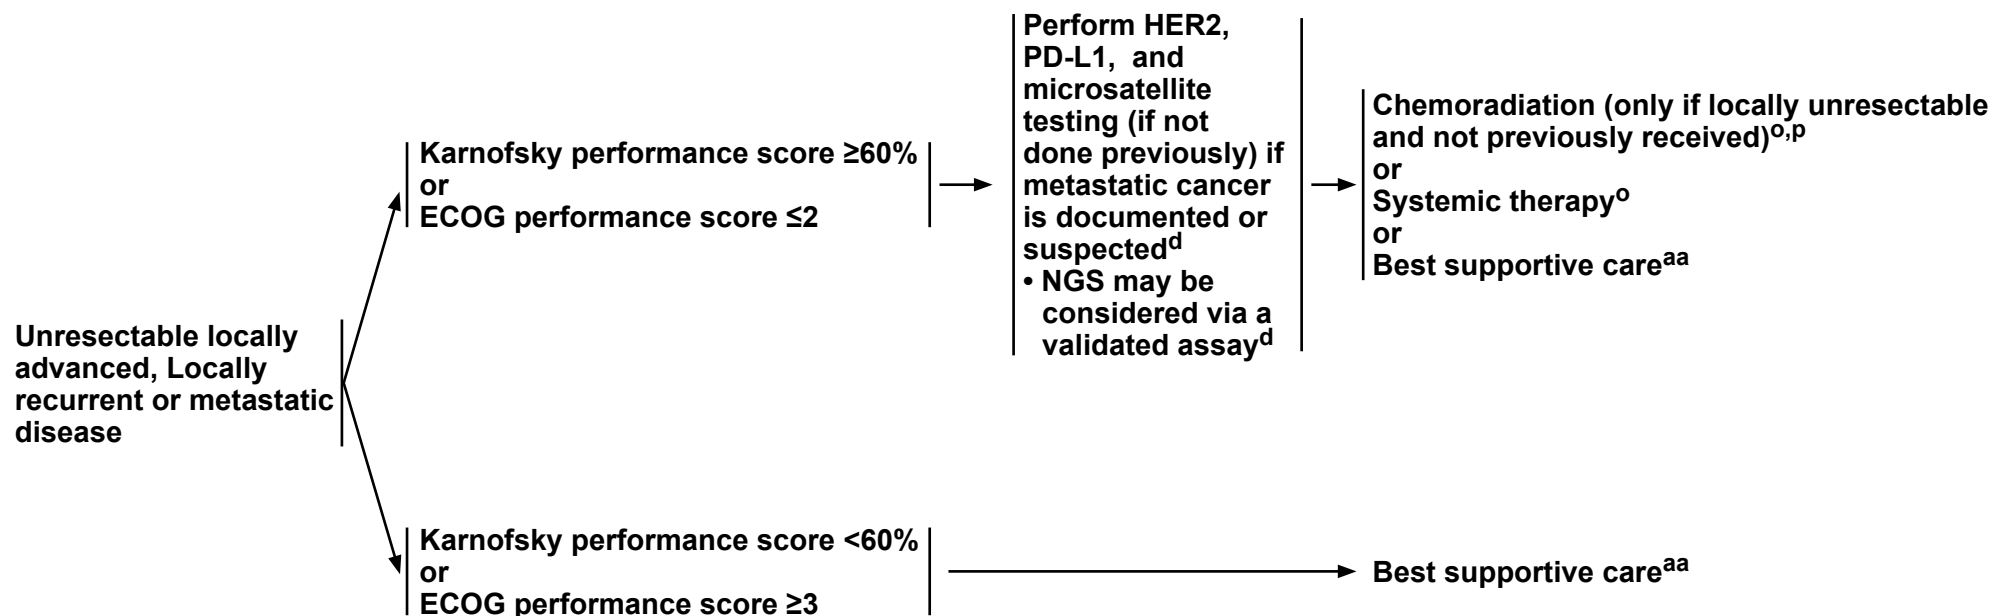 Unresectable locally
advanced, Locally
recurrent or metastatic
disease
Karnofsky performance score ≥60%
or
ECOG performance score ≤2
Perform HER2,
PD-L1, and
microsatellite
testing (if not
done previously) if
metastatic cancer
is documented or
suspectedd
• NGS may be
considered via a
validated assayd
Chemoradiation (only if locally unresectable
and not previously received)o,p
or
Systemic therapyo
or
Best supportive careaa
Karnofsky performance score <60%
or
ECOG performance score ≥3
Best supportive careaa